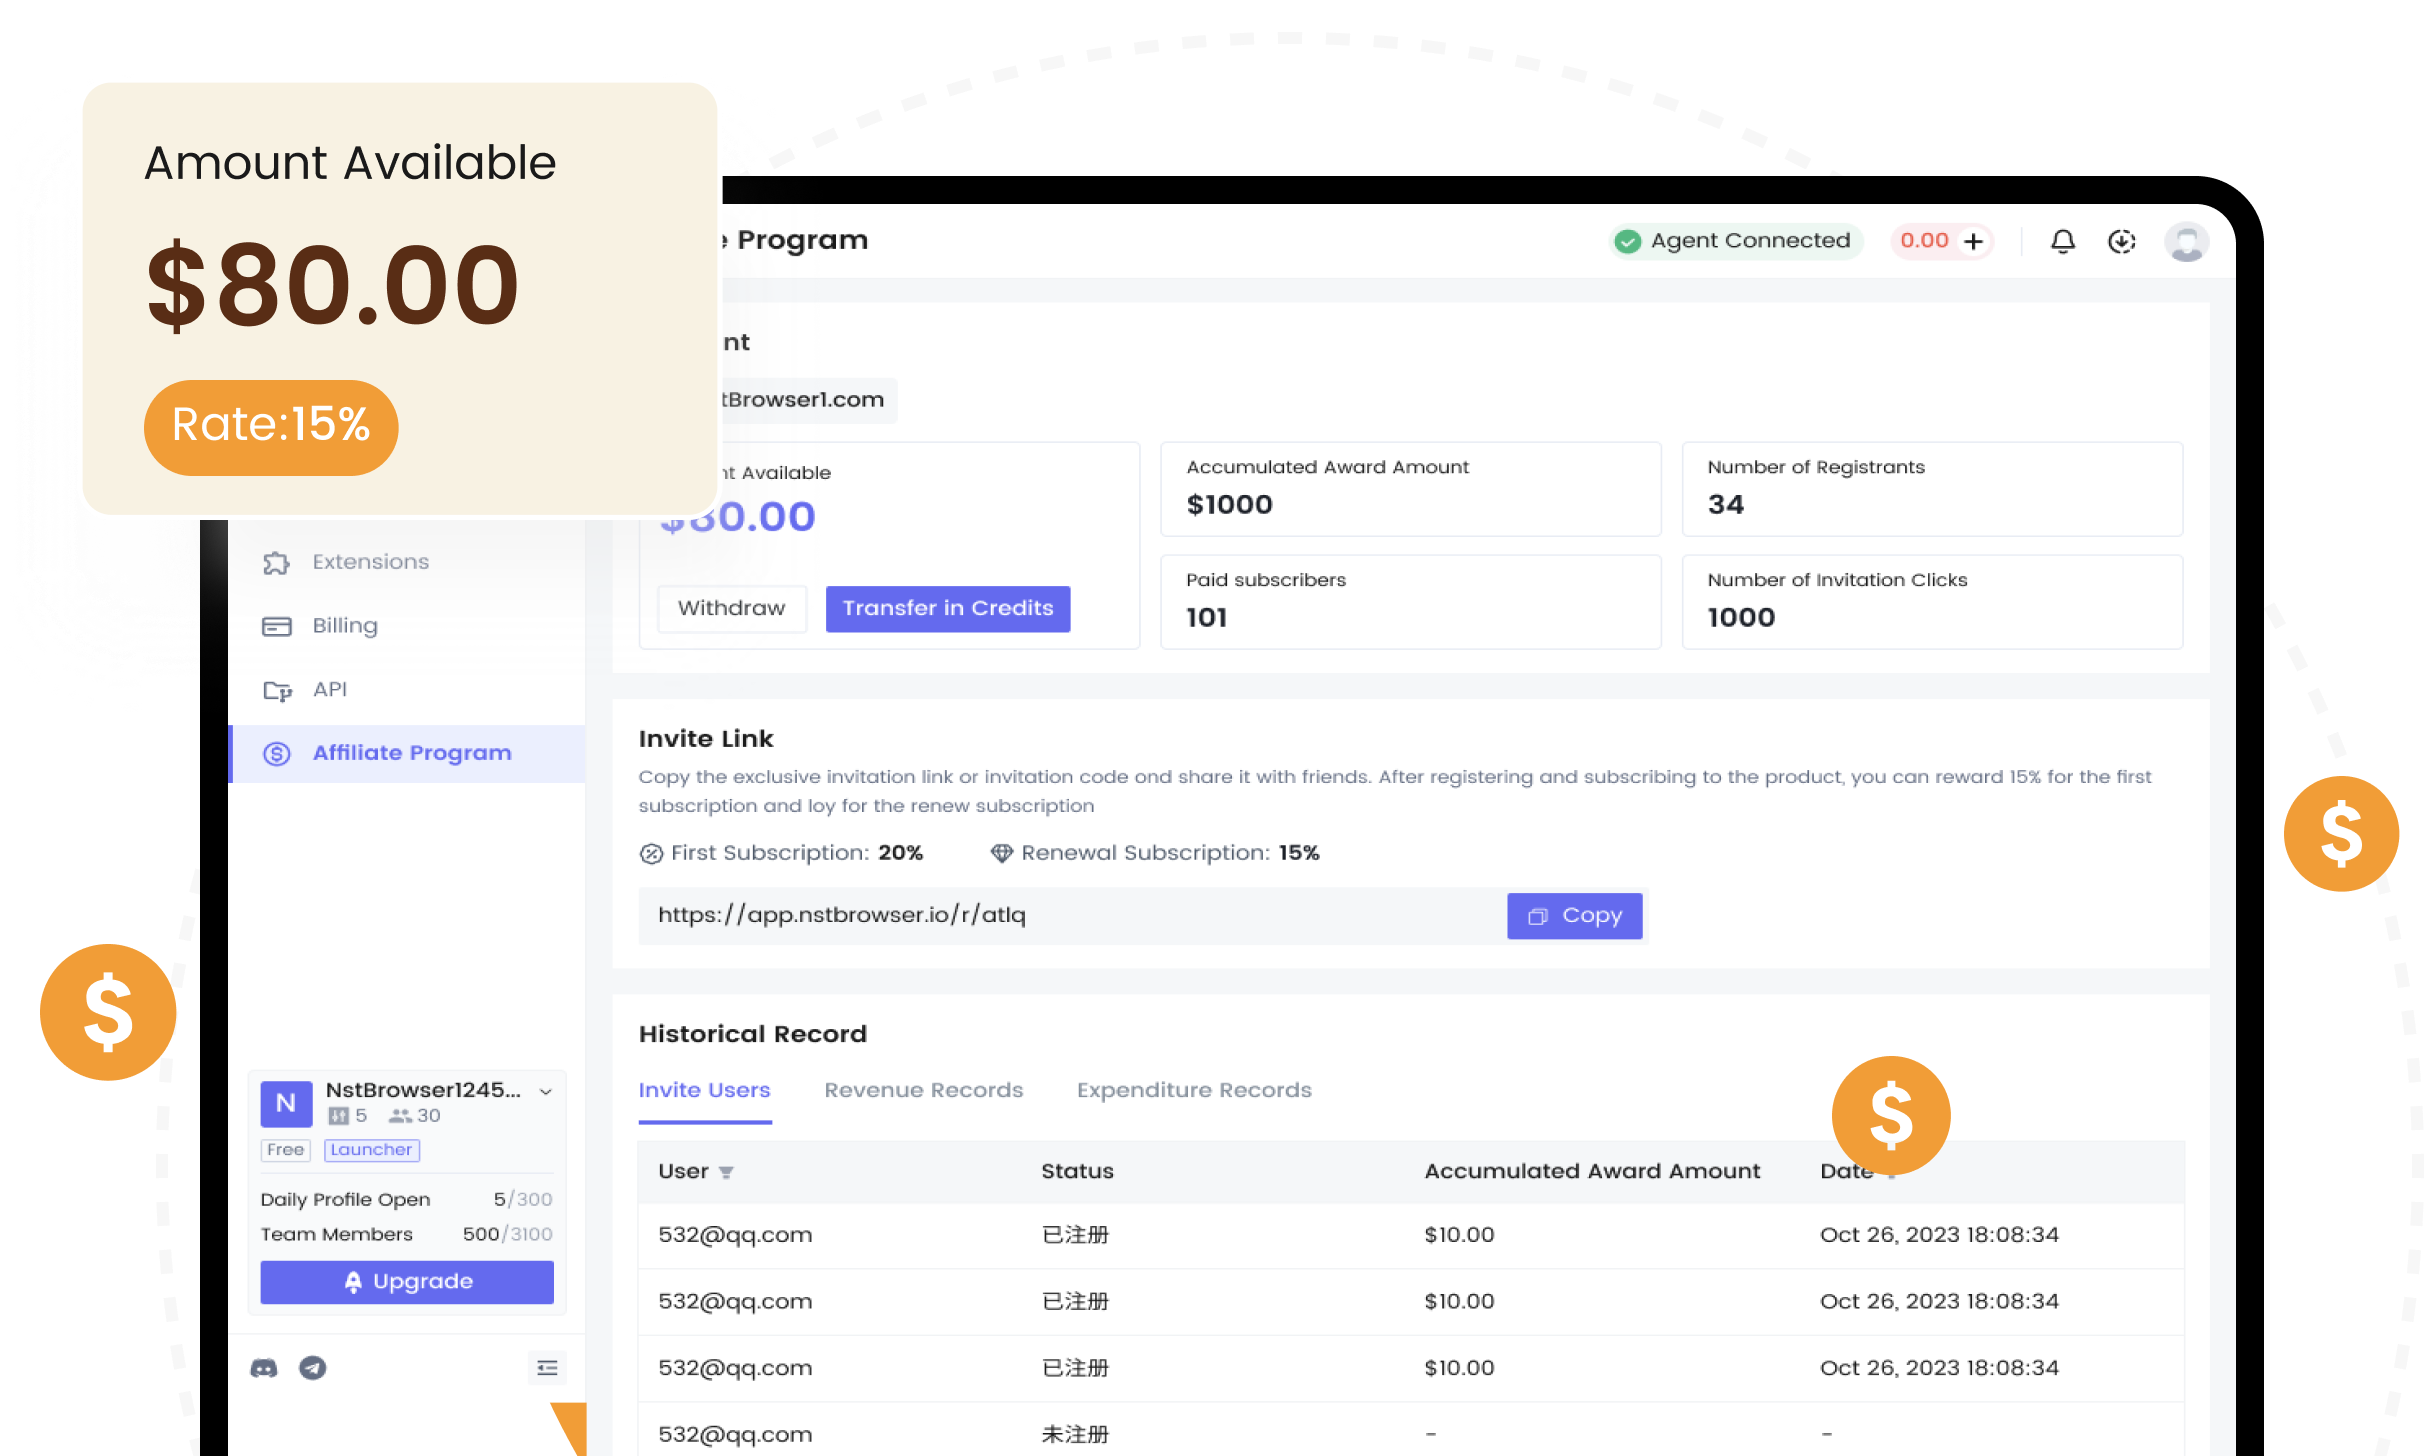 Amount Available
$80.00
Rate:15%
Program
Agent Connected
0.00 +
Browser1.com
Available
$80.00
Withdraw
Transfer in Credits
Accumulated Award Amount
$1000
Number of Registrants
34
Paid subscribers
101
Number of Invitation Clicks
1000
Extensions
Billing
API
Affiliate Program
Invite Link
Copy the exclusive invitation link or invitation code ond share it with friends. After registering and subscribing to the product, you can reward 15% for the first
subscription and loy for the renew subscription
First Subscription: 20%
Renewal Subscription: 15%
https://app.nstbrowser.io/r/atlq
Copy
N
NstBrowser1245...
5
30
Free
Launcher
Daily Profile Open 5/300
Team Members 500/3100
Upgrade
Historical Record
Invite Users Revenue Records Expenditure Records
User Status Accumulated Award Amount Date
532@qq.com 已注册 $10.00 Oct 26, 2023 18:08:34
532@qq.com 已注册 $10.00 Oct 26, 2023 18:08:34
532@qq.com 已注册 $10.00 Oct 26, 2023 18:08:34
532@qq.com 未注册 - -
$
$
$